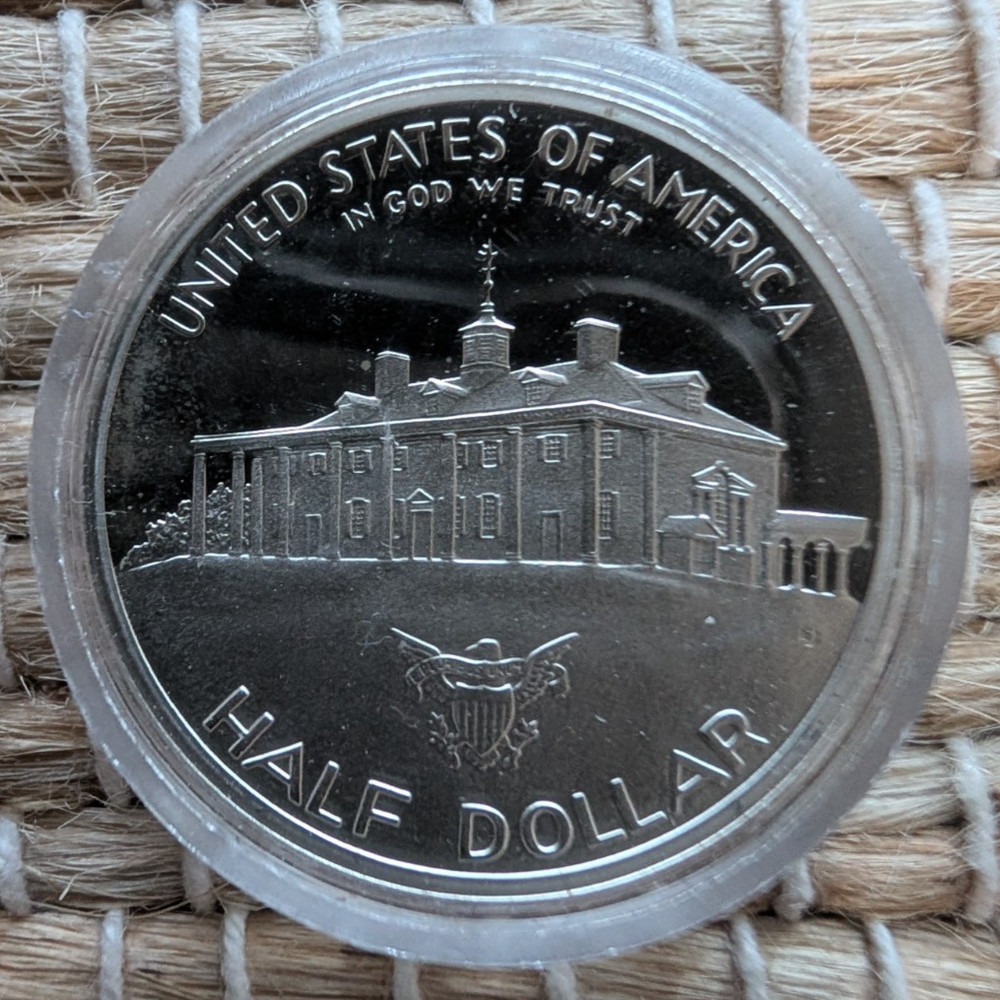 UNITED STATES OF AMERICA
IN GOD WE TRUST
HALF DOLLAR